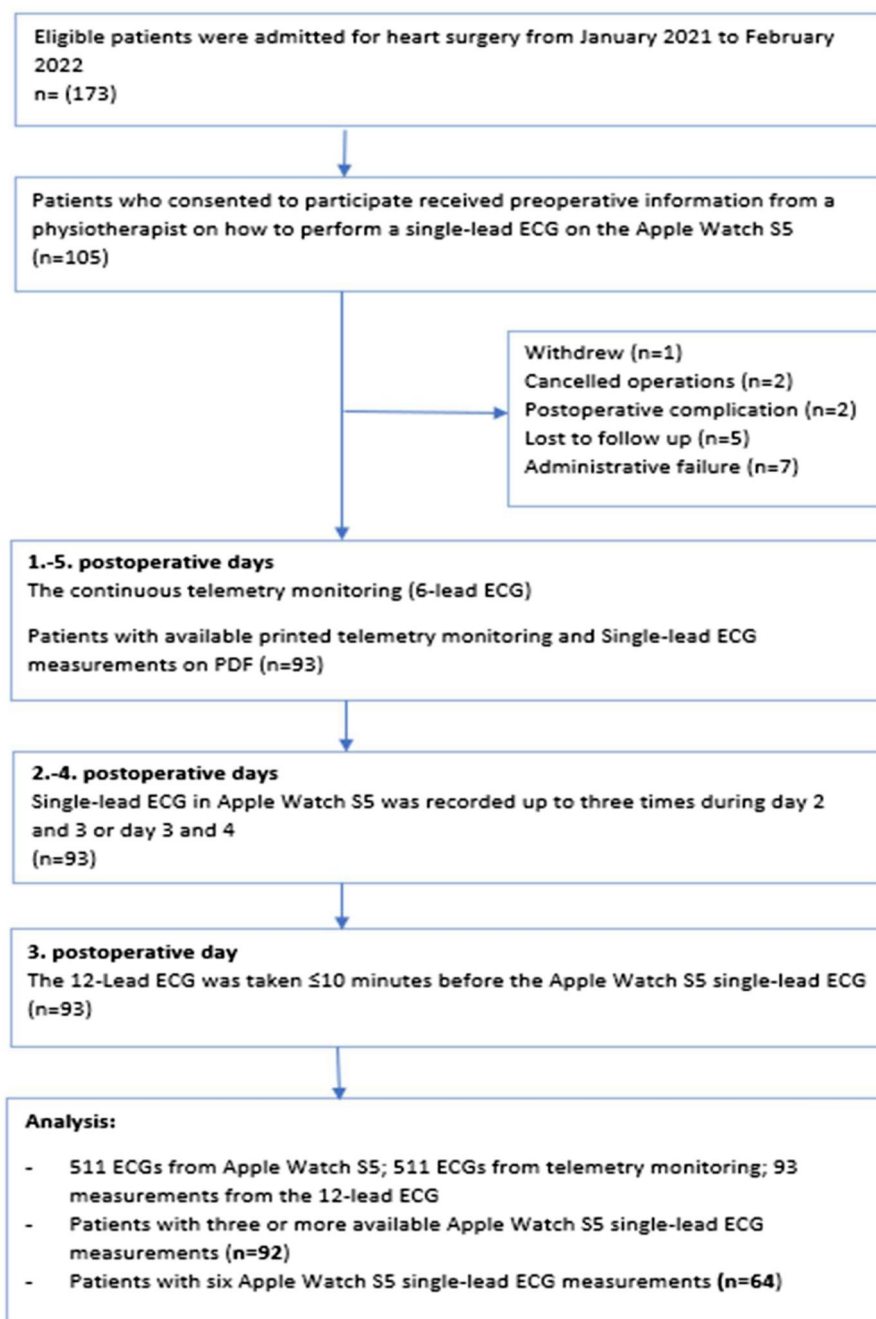 Eligible patients were admitted for heart surgery from January 2021 to February
2022
n= (173)
Patients who consented to participate received preoperative information from a
physiotherapist on how to perform a single-lead ECG on the Apple Watch S5
(n=105)
Withdrew (n=1)
Cancelled operations (n=2)
Postoperative complication (n=2)
Lost to follow up (n=5)
Administrative failure (n=7)
1.-5. postoperative days
The continuous telemetry monitoring (6-lead ECG)
Patients with available printed telemetry monitoring and Single-lead ECG
measurements on PDF (n=93)
2.-4. postoperative days
Single-lead ECG in Apple Watch S5 was recorded up to three times during day 2
and 3 or day 3 and 4
(n=93)
3. postoperative day
The 12-Lead ECG was taken ≤10 minutes before the Apple Watch S5 single-lead ECG
(n=93)
Analysis:
- 511 ECGs from Apple Watch S5; 511 ECGs from telemetry monitoring; 93
measurements from the 12-lead ECG
- Patients with three or more available Apple Watch S5 single-lead ECG
measurements (n=92)
- Patients with six Apple Watch S5 single-lead ECG measurements (n=64)